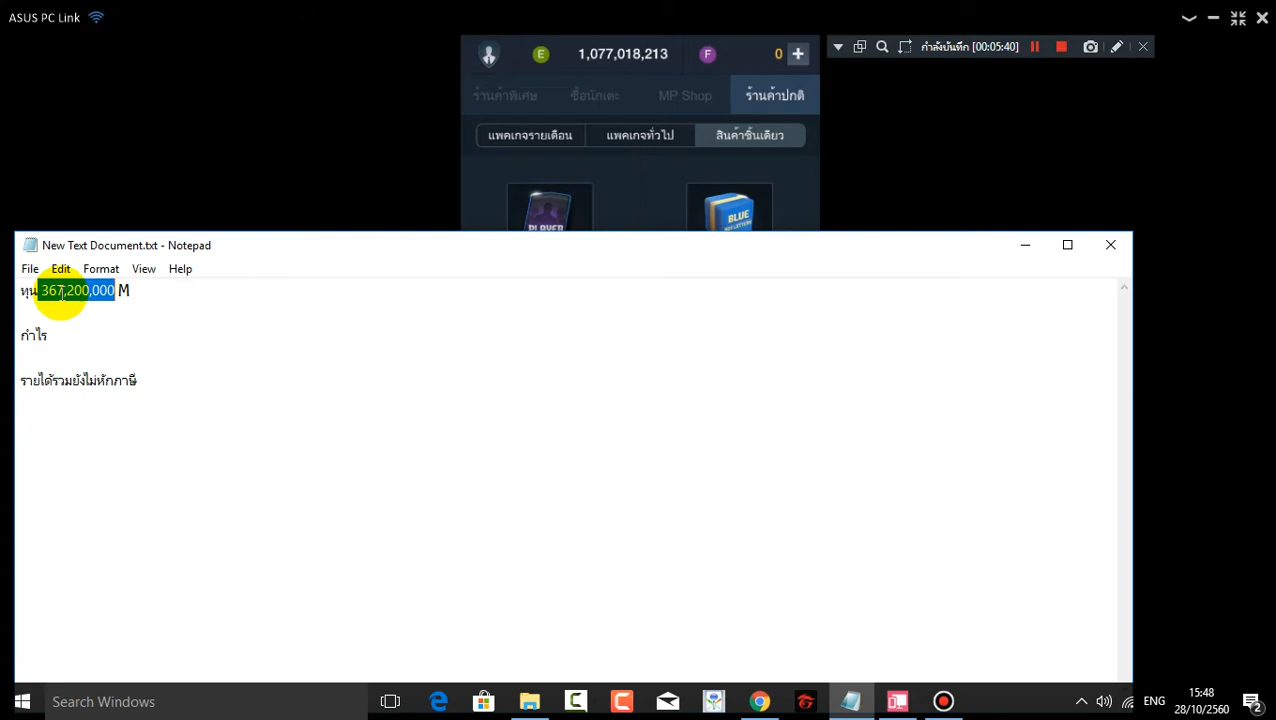 ASUS PC Link
E 1,077,018,213 F 0 +
กำลังบันทึก [00:05:40]
ร้านค้าพิเศษ ซื้อนักเตะ MP Shop ร้านค้าปกติ
แพคเกจรายเดือน แพคเกจทั่วไป สินค้าชิ้นเดียว
PLAYER
BLUE
New Text Document.txt - Notepad
File Edit Format View Help
ทุน 367,200,000 M
กำไร
รายได้รวมยังไม่หักภาษี
Search Windows
ENG
15:48
28/10/2560
2